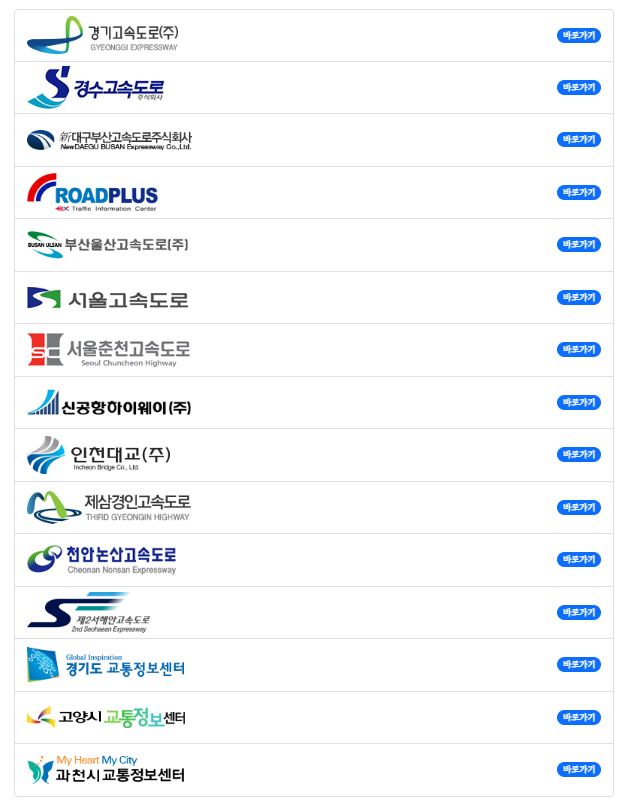 경기고속도로(주)
GYEONGGI EXPRESSWAY
바로가기
경수고속도로
주식회사
바로가기
新대구부산고속도로주식회사
NewDAEGU BUSAN Expressway Co.,Ltd.
바로가기
ROADPLUS
EX Traffic Information Center
바로가기
BUSAN ULSAN
부산울산고속도로(주)
바로가기
서울고속도로
바로가기
SC
서울춘천고속도로
Seoul Chuncheon Highway
바로가기
신공항하이웨이(주)
바로가기
인천대교(주)
Incheon Bridge Co., Ltd.
바로가기
제삼경인고속도로
THIRD GYEONGIN HIGHWAY
바로가기
천안논산고속도로
Cheonan Nonsan Expressway
바로가기
제2서해안고속도로
2nd Seohaean Expressway
바로가기
Global Inspiration
경기도 교통정보센터
바로가기
고양시 교통정보센터
바로가기
My Heart My City
과천시교통정보센터
바로가기